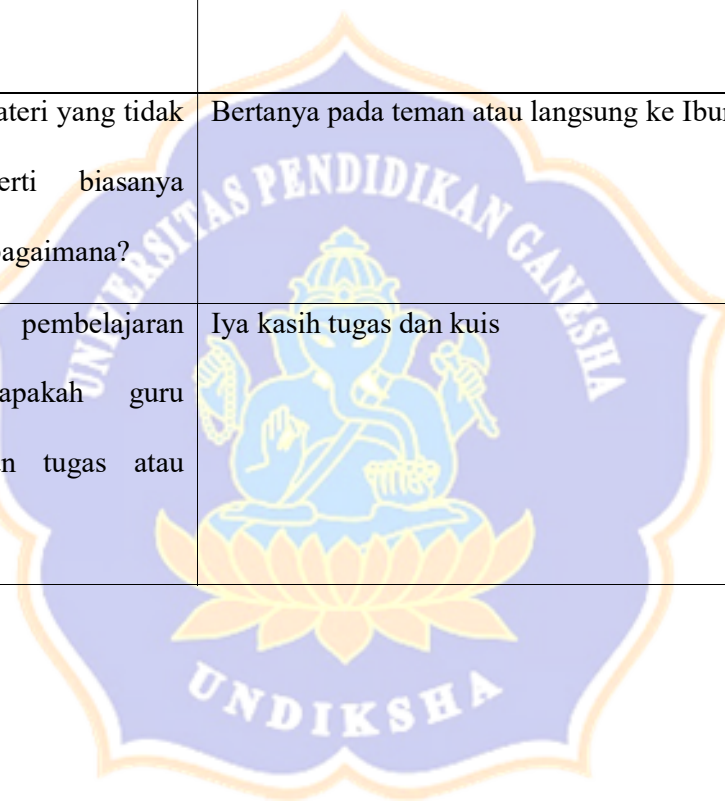 ateri yang tidak
erti biasanya
agaimana?
Bertanya pada teman atau langsung ke Ibu
pembelajaran
apakah guru
n tugas atau
Iya kasih tugas dan kuis
UNIVERSITAS PENDIDIKAN GANESHA
UNDIKSHA